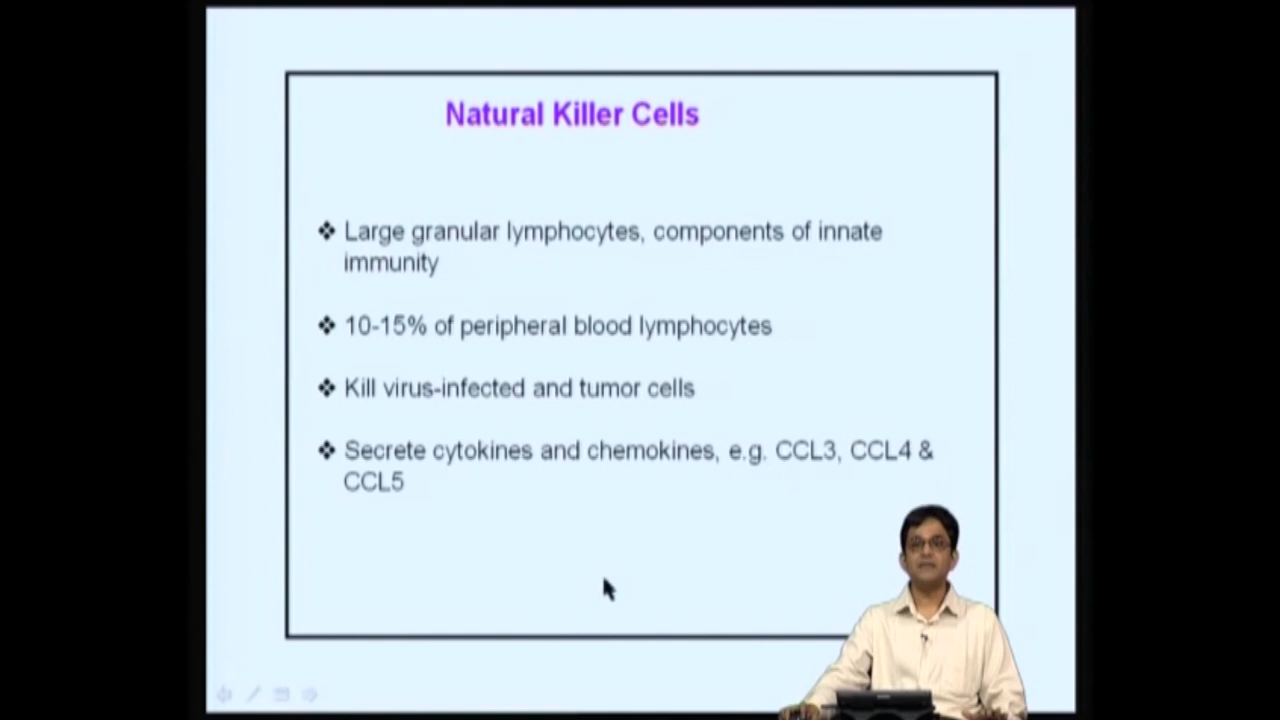 Natural Killer Cells
❖ Large granular lymphocytes, components of innate
immunity
❖ 10-15% of peripheral blood lymphocytes
❖ Kill virus-infected and tumor cells
❖ Secrete cytokines and chemokines, e.g. CCL3, CCL4 &
CCL5